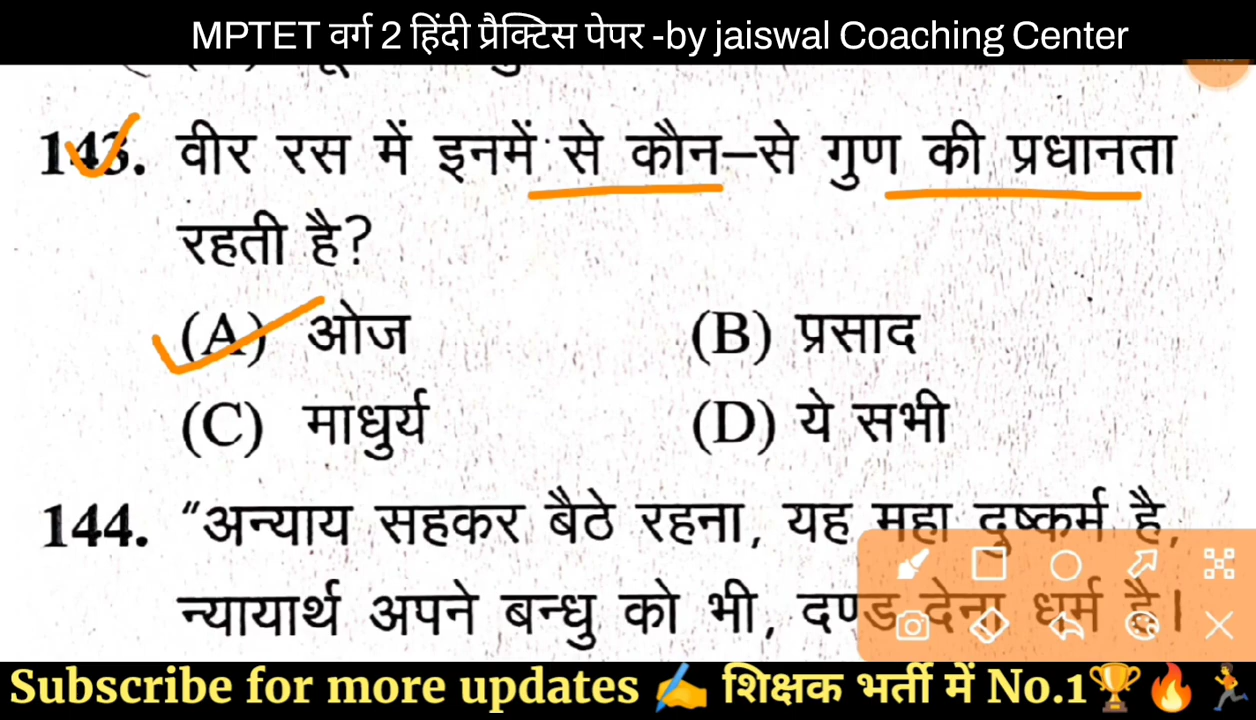 MPTET वर्ग 2 हिंदी प्रैक्टिस पेपर -by jaiswal Coaching Center
143. वीर रस में इनमें से कौन–से गुण की प्रधानता
रहती है?
(A) ओज (B) प्रसाद
(C) माधुर्य (D) ये सभी
144. “अन्याय सहकर बैठे रहना, यह महा दुष्कर्म है,
न्यायार्थ अपने बन्धु को भी, दण्ड देना धर्म है।
Subscribe for more updates ✍️ शिक्षक भर्ती में No.1🏆🔥🏃